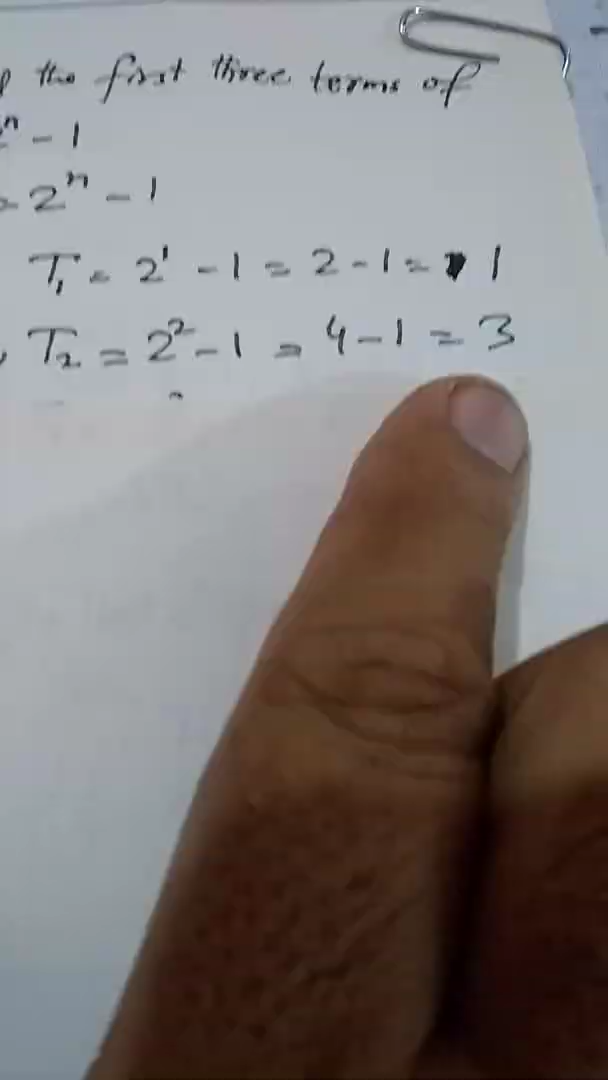 the first three terms of
ⁿ - 1
= 2ⁿ - 1
T₁ = 2¹ - 1 = 2 - 1 = 1
T₂ = 2² - 1 = 4 - 1 = 3